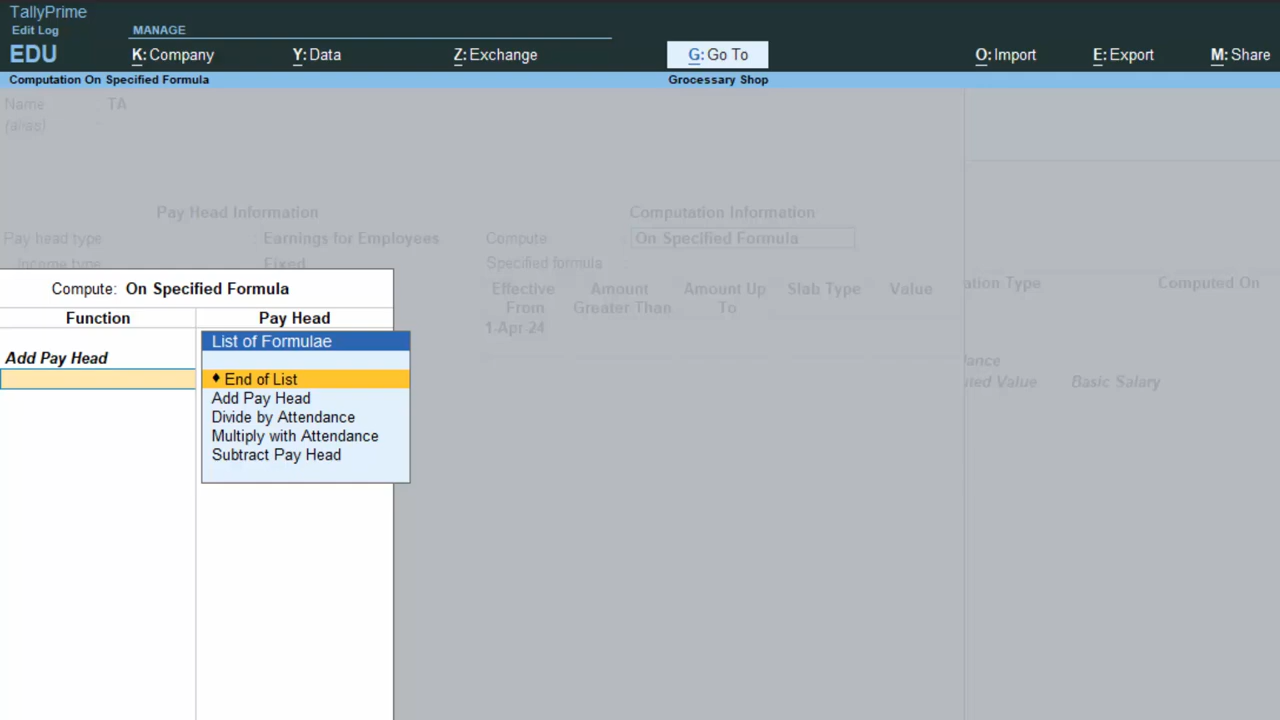 TallyPrime
Edit Log
MANAGE
EDU
K: Company
Y: Data
Z: Exchange
G: Go To
O: Import
E: Export
M: Share
Computation On Specified Formula
Grocessary Shop
Name TA
(alias) :
Pay Head Information
Computation Information
Pay head type : Earnings for Employees
Compute : On Specified Formula
Income type Fixed
Specified formula :
Effective From
Amount Greater Than
Amount Up To
Slab Type
Value
1-Apr-24
ation Type
Computed On
Compute: On Specified Formula
Function
Pay Head
Add Pay Head
List of Formulae
♦ End of List
Add Pay Head
Divide by Attendance
Multiply with Attendance
Subtract Pay Head
dance
uted Value
Basic Salary